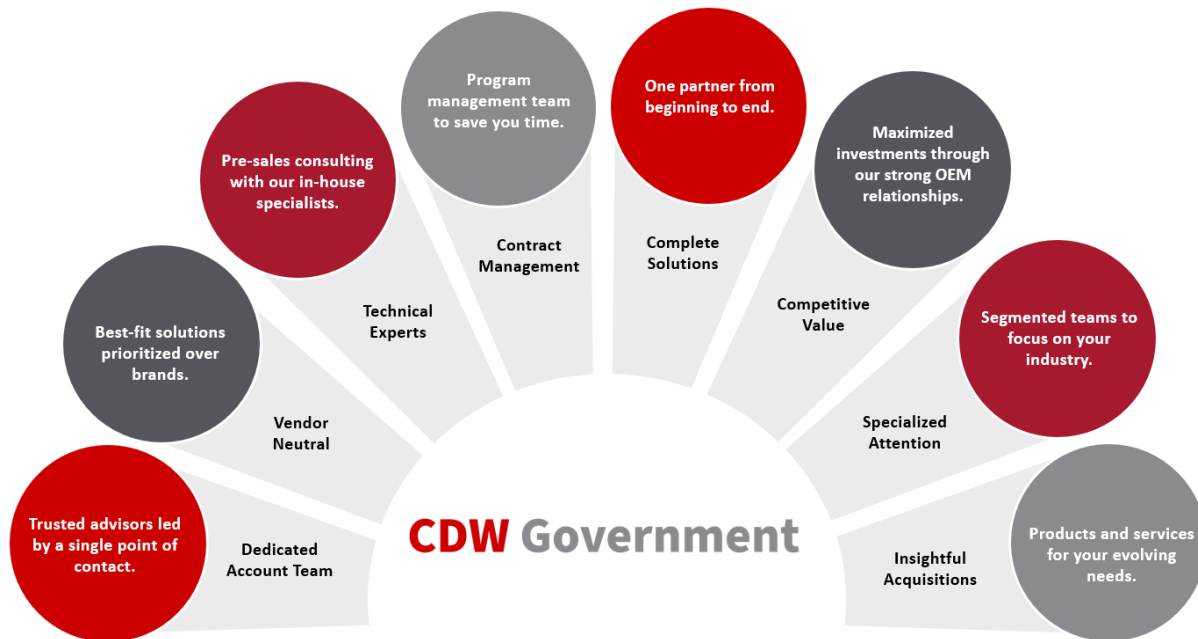 Trusted advisors led
by a single point of
contact.
Dedicated
Account Team
Best-fit solutions
prioritized over
brands.
Vendor
Neutral
Pre-sales consulting
with our in-house
specialists.
Technical
Experts
Program
management team
to save you time.
Contract
Management
One partner from
beginning to end.
Complete
Solutions
Maximized
investments through
our strong OEM
relationships.
Competitive
Value
Segmented teams to
focus on your
industry.
Specialized
Attention
Products and services
for your evolving
needs.
Insightful
Acquisitions
CDW Government